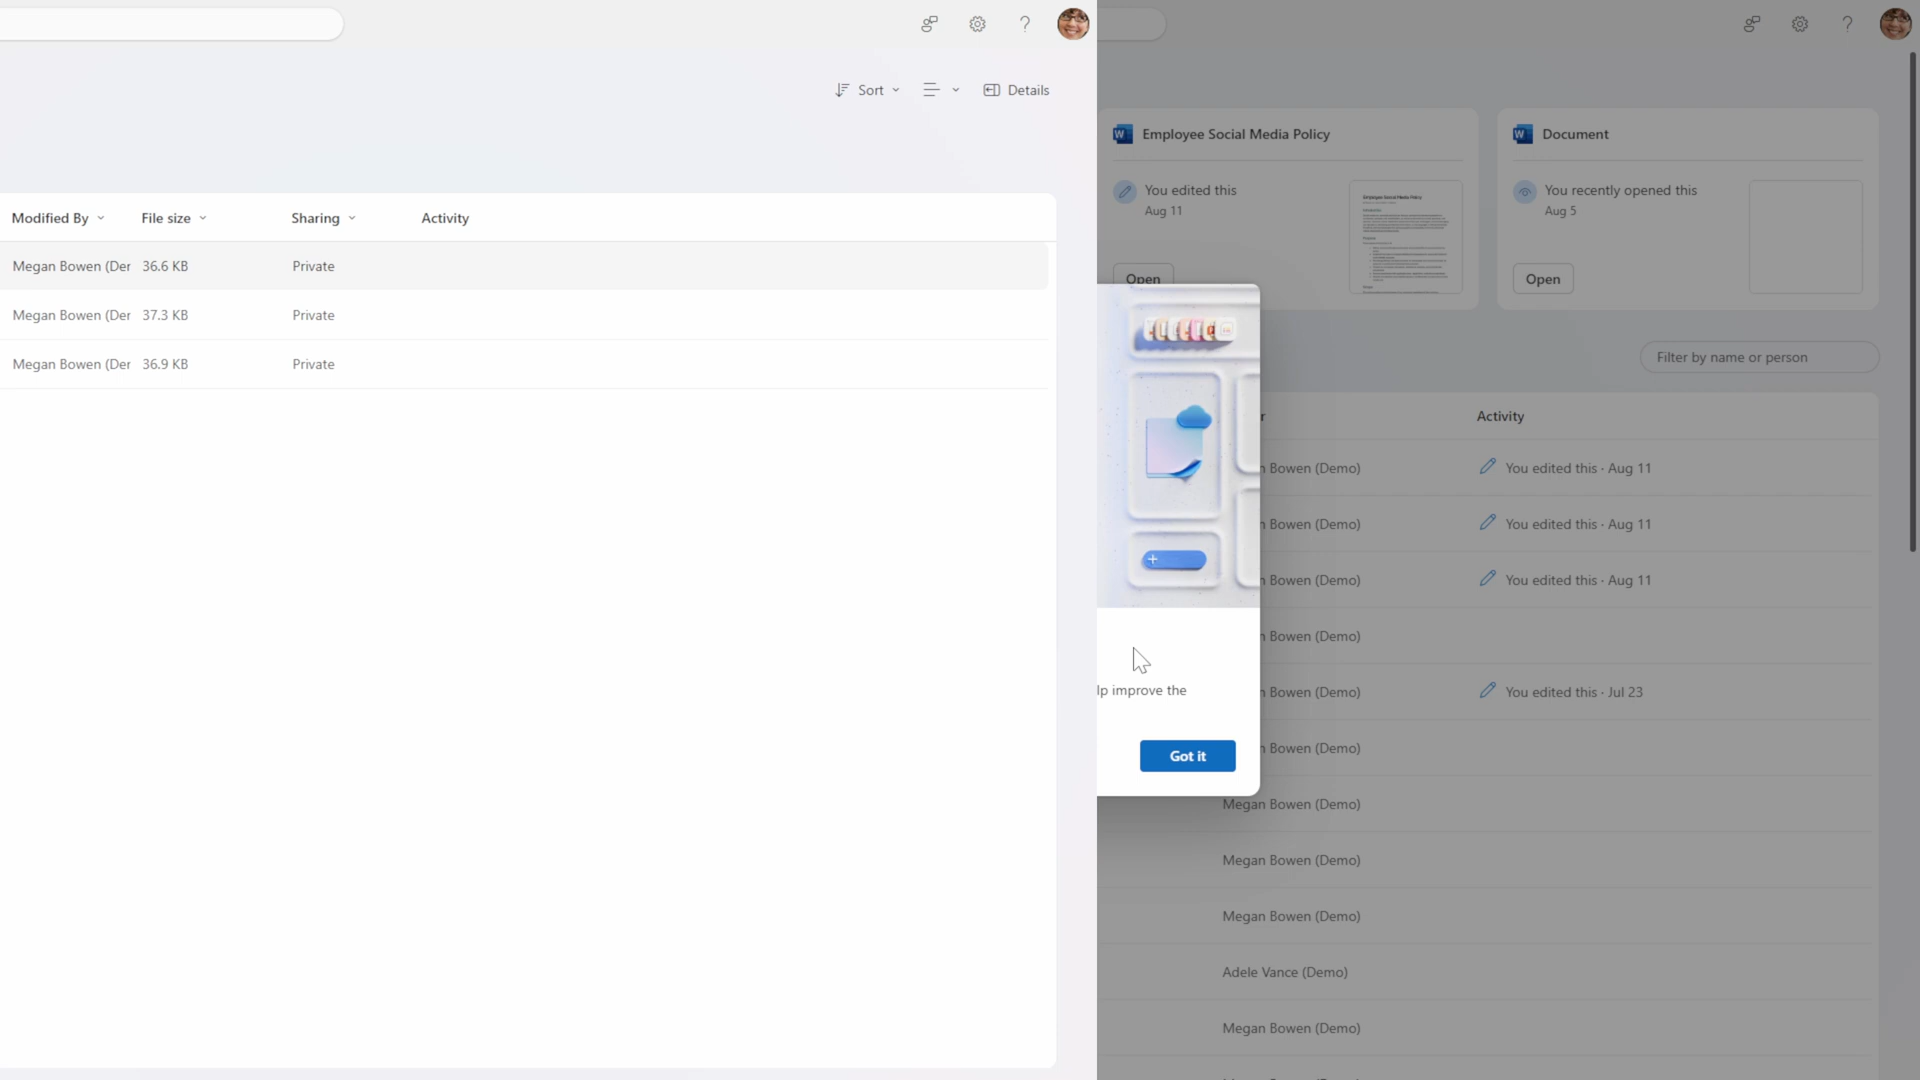 Sort
Details
Modified By
File size
Sharing
Activity
Megan Bowen (Der
36.6 KB
Private
Megan Bowen (Der
37.3 KB
Private
Megan Bowen (Der
36.9 KB
Private
Employee Social Media Policy
You edited this
Aug 11
Employee Social Media Policy
Open
Document
You recently opened this
Aug 5
Open
Filter by name or person
r
Activity
n Bowen (Demo)
You edited this · Aug 11
n Bowen (Demo)
You edited this · Aug 11
n Bowen (Demo)
You edited this · Aug 11
n Bowen (Demo)
n Bowen (Demo)
You edited this · Jul 23
n Bowen (Demo)
Megan Bowen (Demo)
Megan Bowen (Demo)
Megan Bowen (Demo)
Adele Vance (Demo)
Megan Bowen (Demo)
lp improve the
Got it